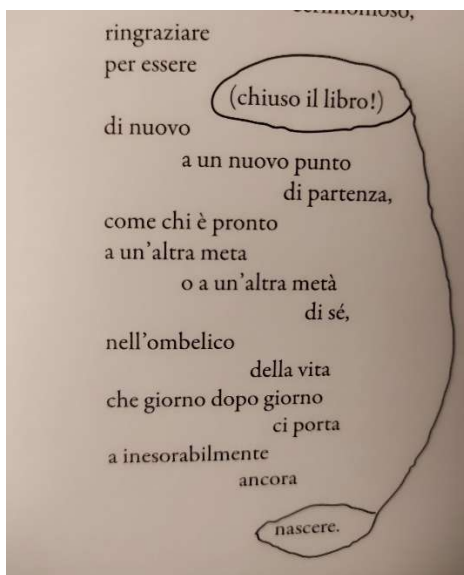 ringraziare
per essere
(chiuso il libro!)
di nuovo
a un nuovo punto
di partenza,
come chi è pronto
a un'altra meta
o a un'altra metà
di sé,
nell'ombelico
della vita
che giorno dopo giorno
ci porta
a inesorabilmente
ancora
nascere.